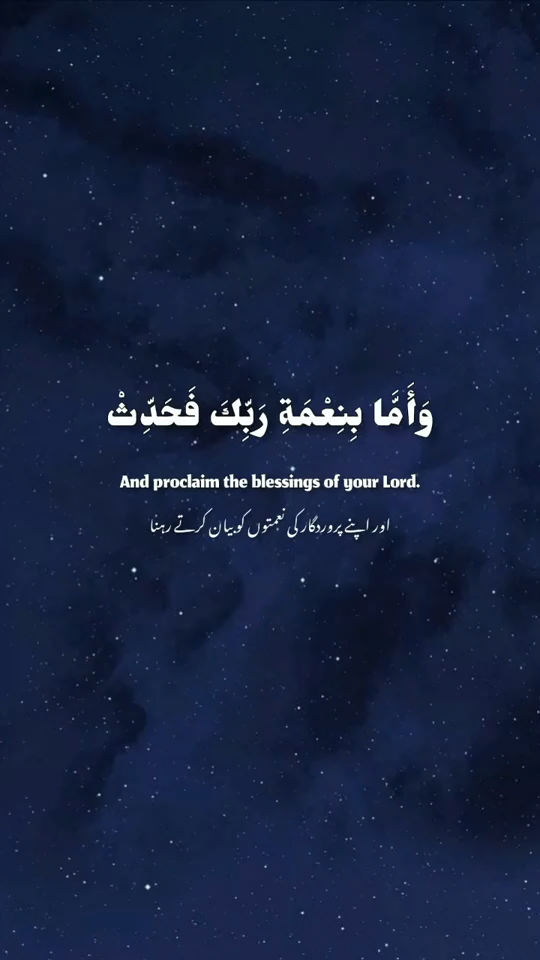 وَأَمَّا بِنِعْمَةِ رَبِّكَ فَحَدِّثْ
And proclaim the blessings of your Lord.
اور اپنے پروردگار کی نعمتوں کو بیان کرتے رہنا